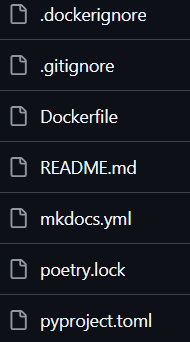 .dockerignore
.gitignore
Dockerfile
README.md
mkdocs.yml
poetry.lock
pyproject.toml